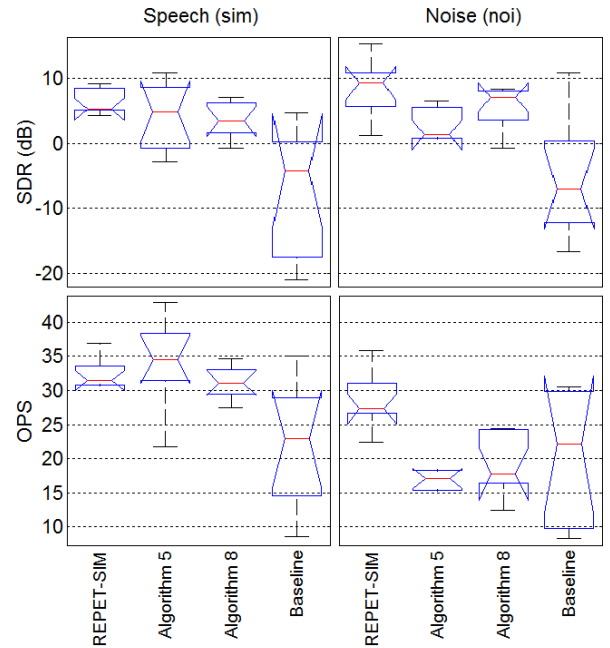 Speech (sim)
Noise (noi)
SDR (dB)
10
0
-10
-20
OPS
40
35
30
25
20
15
10
REPET-SIM
Algorithm 5
Algorithm 8
Baseline
REPET-SIM
Algorithm 5
Algorithm 8
Baseline